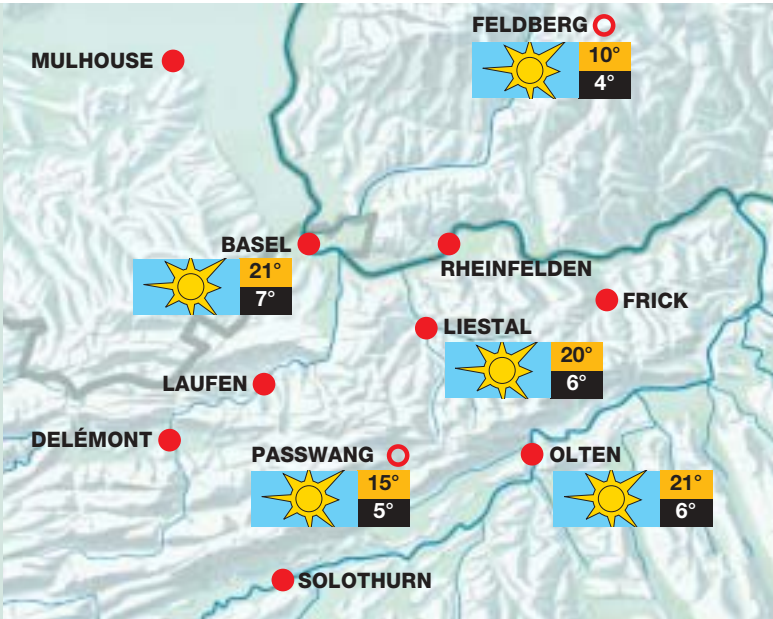 FELDBERG
10°
4°
MULHOUSE
BASEL
21°
7°
RHEINFELDEN
FRICK
LIESTAL
20°
6°
LAUFEN
DELÉMONT
PASSWANG
15°
5°
OLTEN
21°
6°
SOLOTHURN